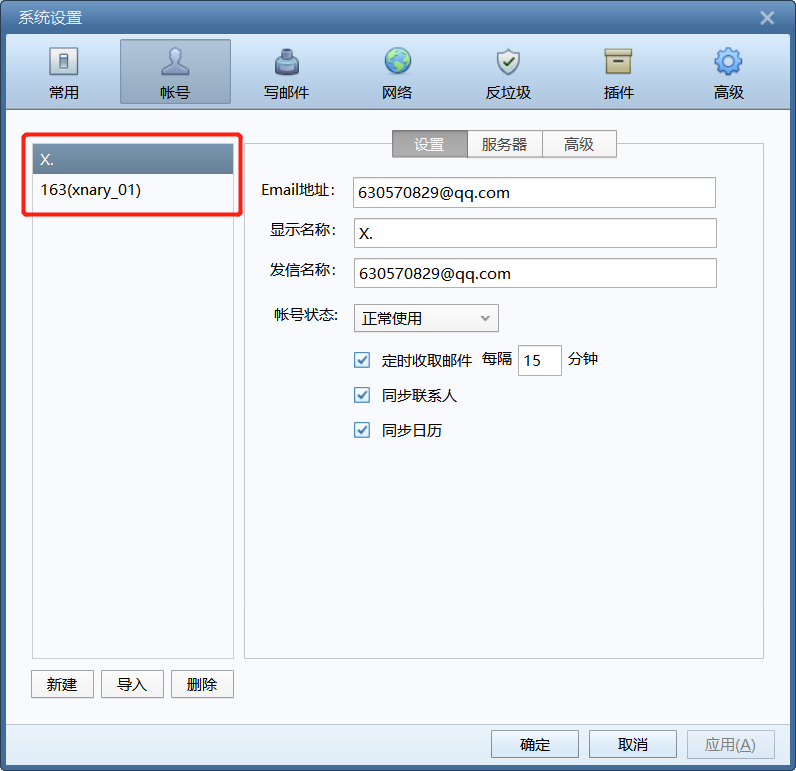 系统设置
常用 帐号 写邮件 网络 反垃圾 插件 高级
X.
163(xnary_01)
设置 服务器 高级
Email地址: 630570829@qq.com
显示名称: X.
发信名称: 630570829@qq.com
帐号状态: 正常使用
定时收取邮件 每隔 15 分钟
同步联系人
同步日历
新建 导入 删除
确定 取消 应用(A)